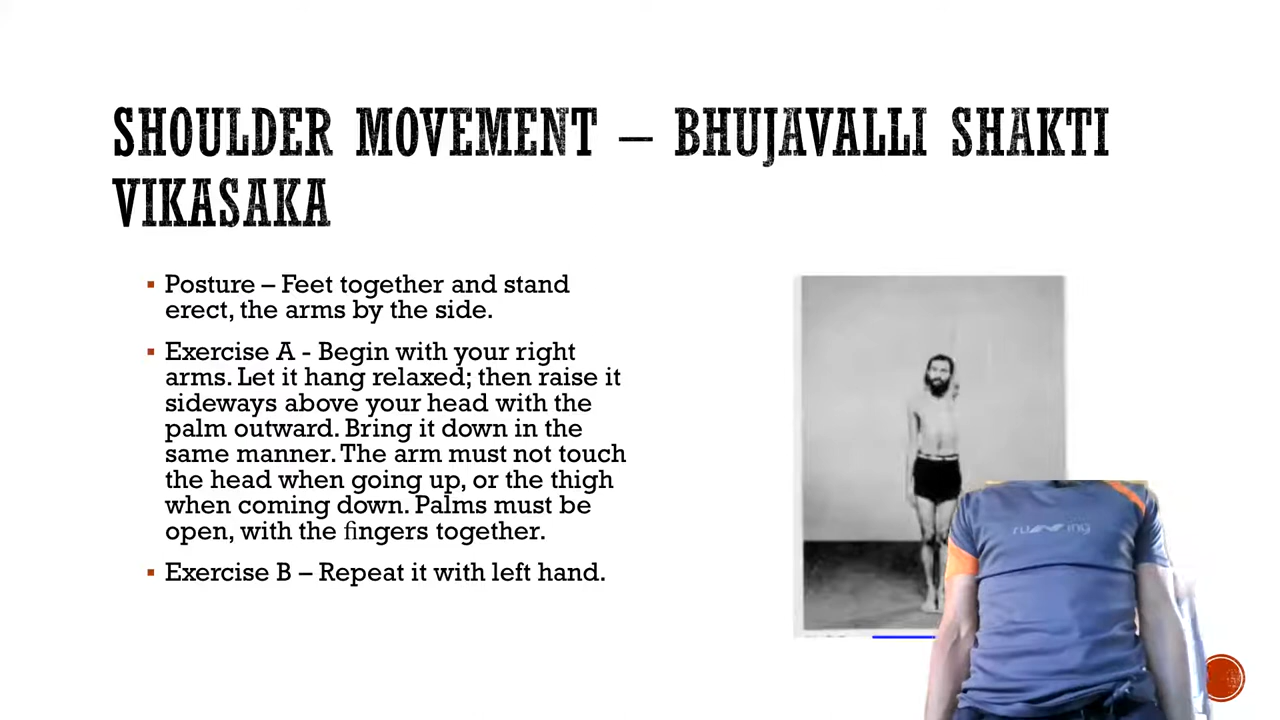 SHOULDER MOVEMENT – BHUJAVALLI SHAKTI
VIKASAKA
▪ Posture – Feet together and stand
erect, the arms by the side.
▪ Exercise A - Begin with your right
arms. Let it hang relaxed; then raise it
sideways above your head with the
palm outward. Bring it down in the
same manner. The arm must not touch
the head when going up, or the thigh
when coming down. Palms must be
open, with the fingers together.
▪ Exercise B – Repeat it with left hand.
running